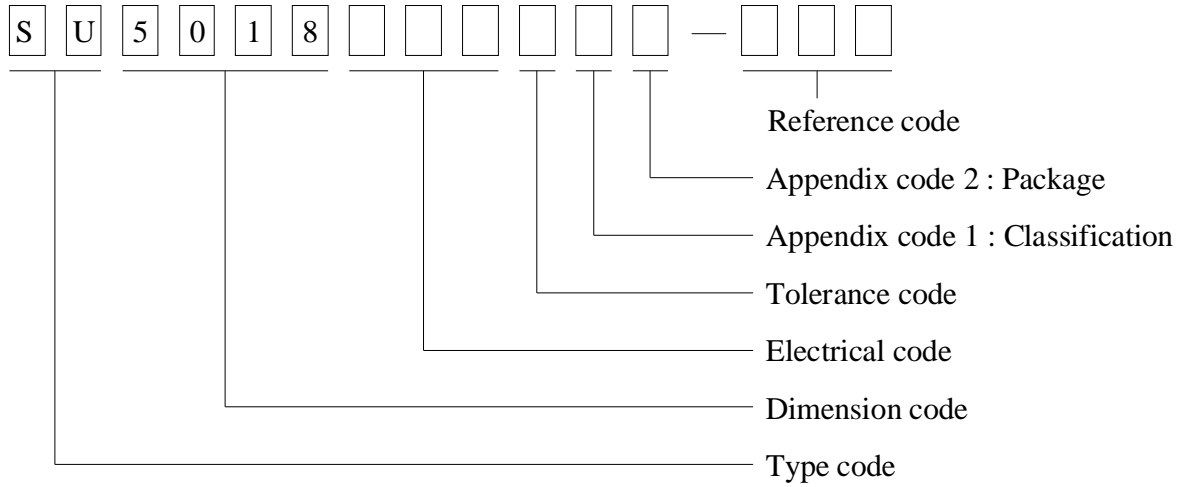 S U 5 0 1 8 —
Reference code
Appendix code 2 : Package
Appendix code 1 : Classification
Tolerance code
Electrical code
Dimension code
Type code